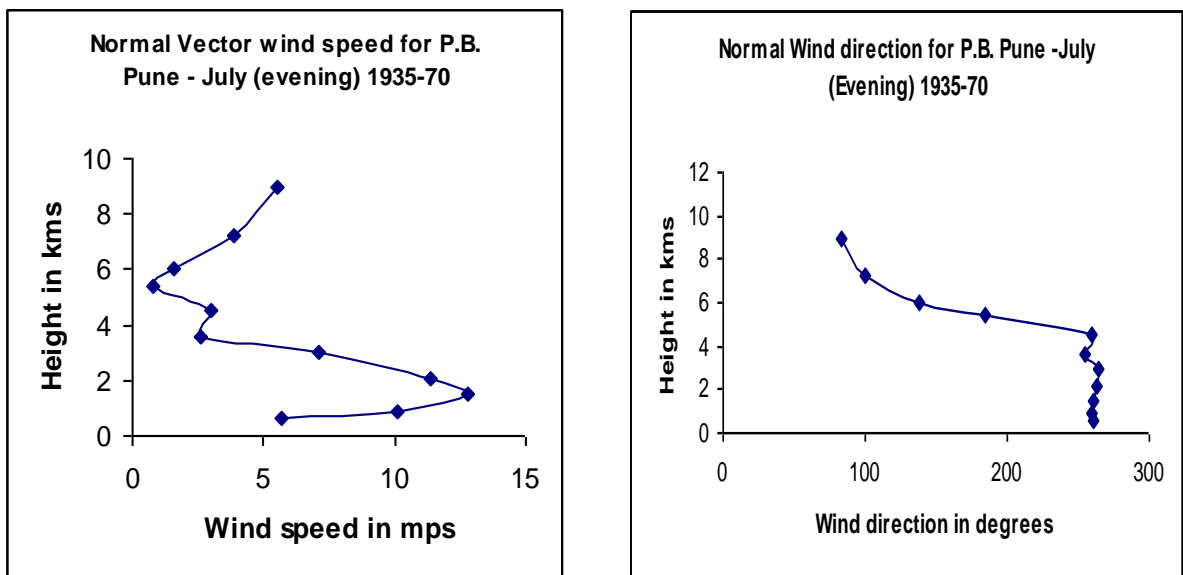 Normal Vector wind speed for P.B.
Pune - July (evening) 1935-70
10
8
6
4
2
0
Height in kms
0 5 10 15
Wind speed in mps
Normal Wind direction for P.B. Pune -July
(Evening) 1935-70
12
10
8
6
4
2
0
Height in kms
0 100 200 300
Wind direction in degrees